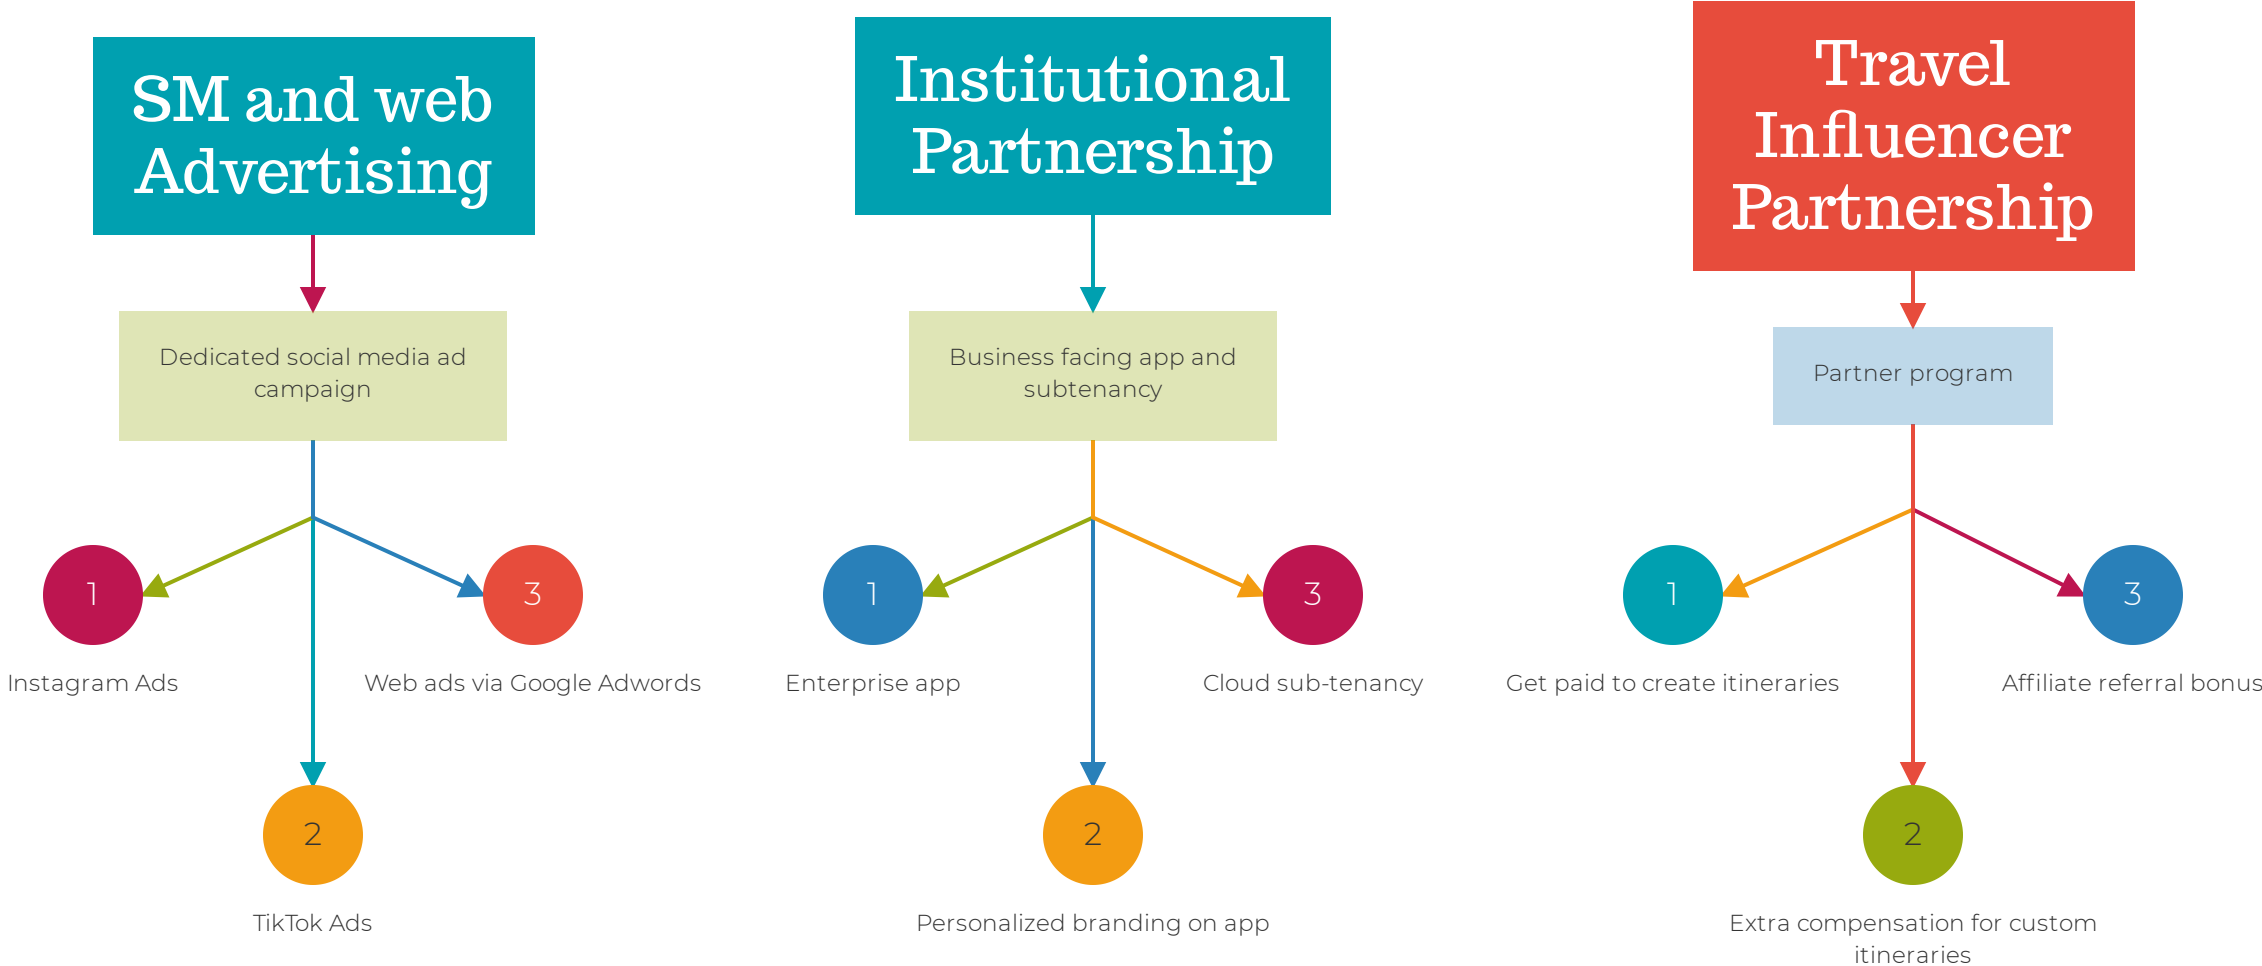 SM and web
Advertising
Dedicated social media ad
campaign
1
3
Instagram Ads
Web ads via Google Adwords
2
TikTok Ads
Institutional
Partnership
Business facing app and
subtenancy
1
3
Enterprise app
Cloud sub-tenancy
2
Personalized branding on app
Travel
Influencer
Partnership
Partner program
1
3
Get paid to create itineraries
Affiliate referral bonus
2
Extra compensation for custom
itineraries